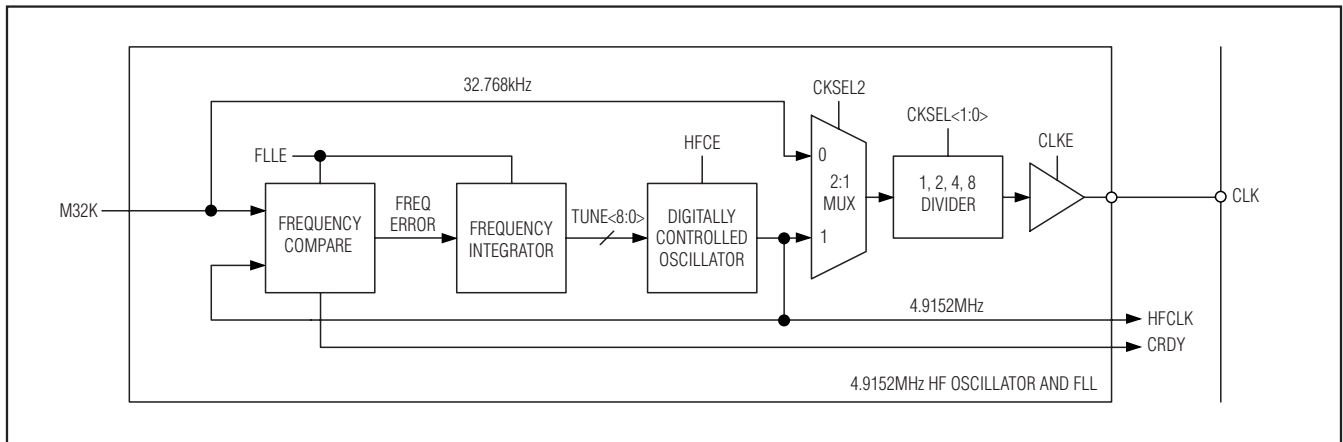 32.768kHz
CKSEL2
CKSEL<1:0>
HFCE
CLKE
FLLE
0
M32K
FREQUENCY
COMPARE
FREQ
ERROR
FREQUENCY
INTEGRATOR
TUNE<8:0>
DIGITALLY
CONTROLLED
OSCILLATOR
2:1
MUX
1
1, 2, 4, 8
DIVIDER
CLK
4.9152MHz
HFCLK
CRDY
4.9152MHz HF OSCILLATOR AND FLL